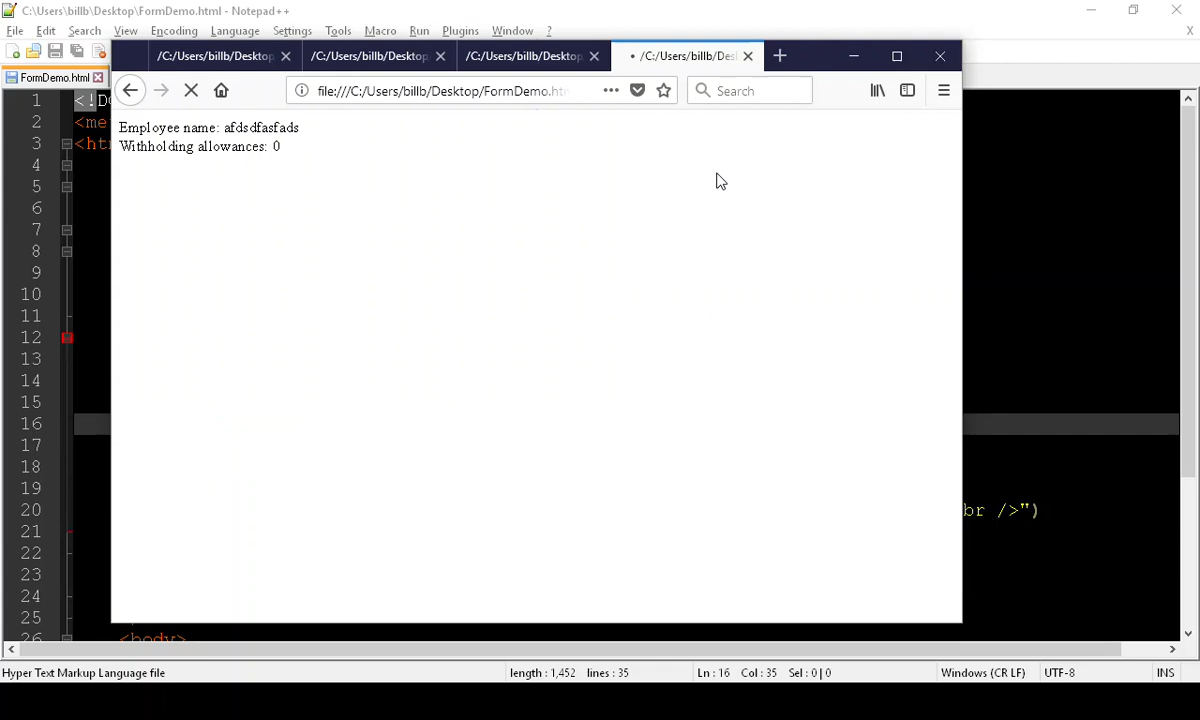 C:\Users\billb\Desktop\FormDemo.html - Notepad++
File Edit Search View Encoding Language Settings Tools Macro Run Plugins Window ?
X
FormDemo.html
/C:/Users/billb/Desktop
/C:/Users/billb/Desktop
/C:/Users/billb/Desktop
/C:/Users/billb/Des
file:///C:/Users/billb/Desktop/FormDemo.htm
Search
Employee name: afdsdfasfads
Withholding allowances: 0
1 <!D
2 <me
3 <ht
4
5
6
7
8
9
10
11
12
13
14
15
16
17
18
19
20 br />")
21
22
23
24
25
26 <body>
Hyper Text Markup Language file length : 1,452 lines : 35 Ln : 16 Col : 35 Sel : 0 | 0 Windows (CR LF) UTF-8 INS